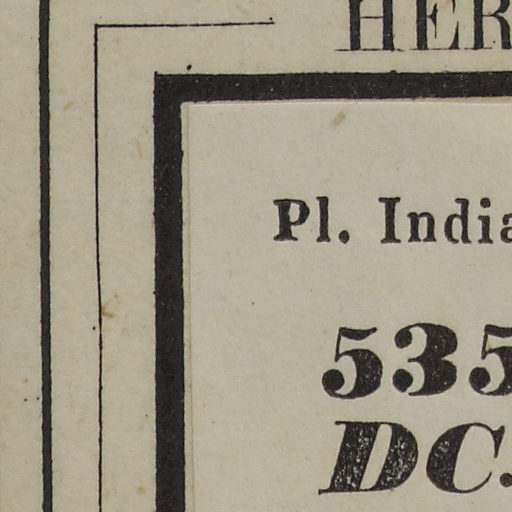 HER
Pl. India
535
DC.